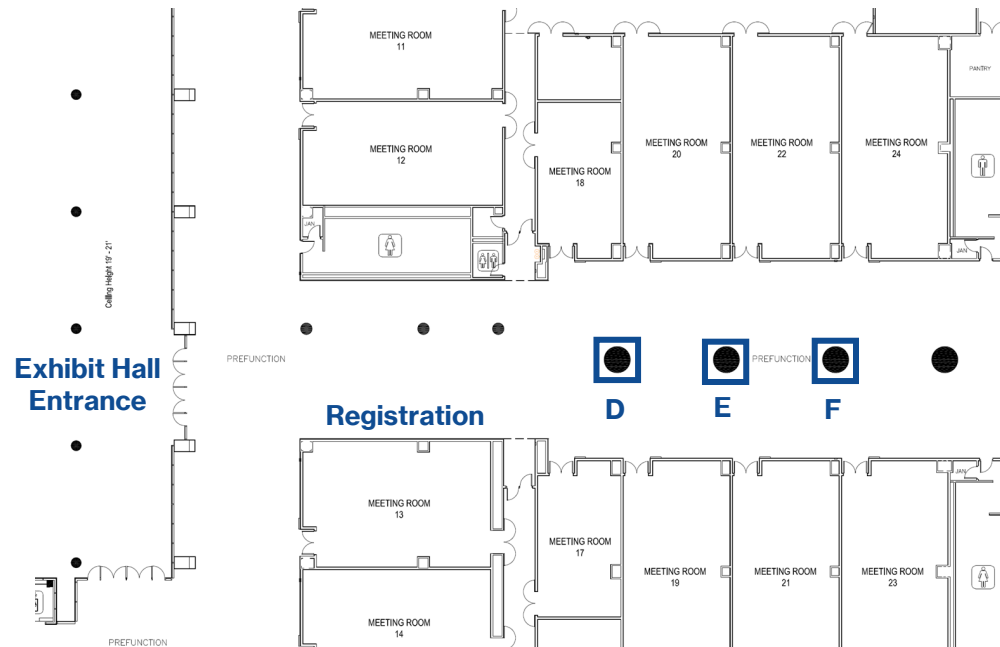 MEETING ROOM
11
MEETING ROOM
12
JAN
MEETING ROOM
18
MEETING ROOM
20
MEETING ROOM
22
MEETING ROOM
24
PANTRY
JAN
Ceiling Height 19' - 21'
Exhibit Hall
Entrance
PREFUNCTION
Registration
PREFUNCTION
D
E
F
MEETING ROOM
13
MEETING ROOM
14
MEETING ROOM
17
MEETING ROOM
19
MEETING ROOM
21
MEETING ROOM
23
JAN
PREFUNCTION